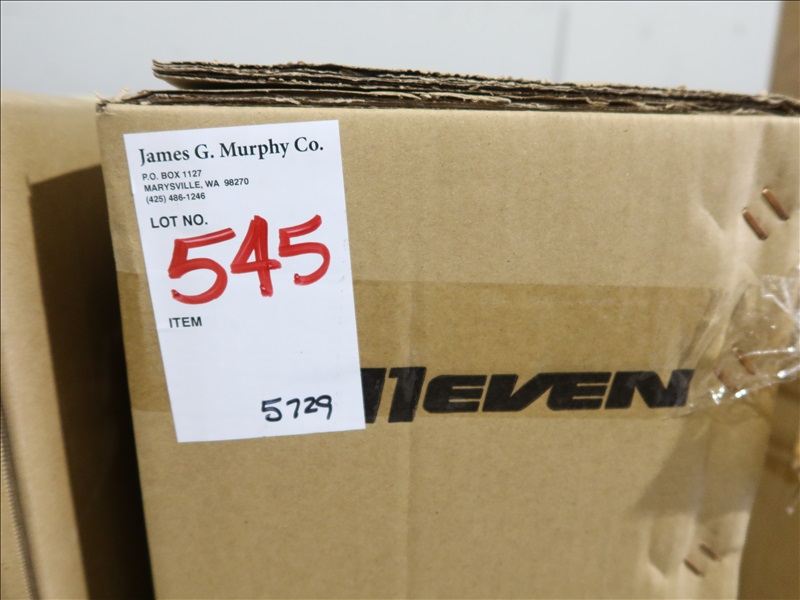 James G. Murphy Co.
P.O. BOX 1127
MARYSVILLE, WA 98270
(425) 486-1246
LOT NO.
545
ITEM
5729
11EVEN